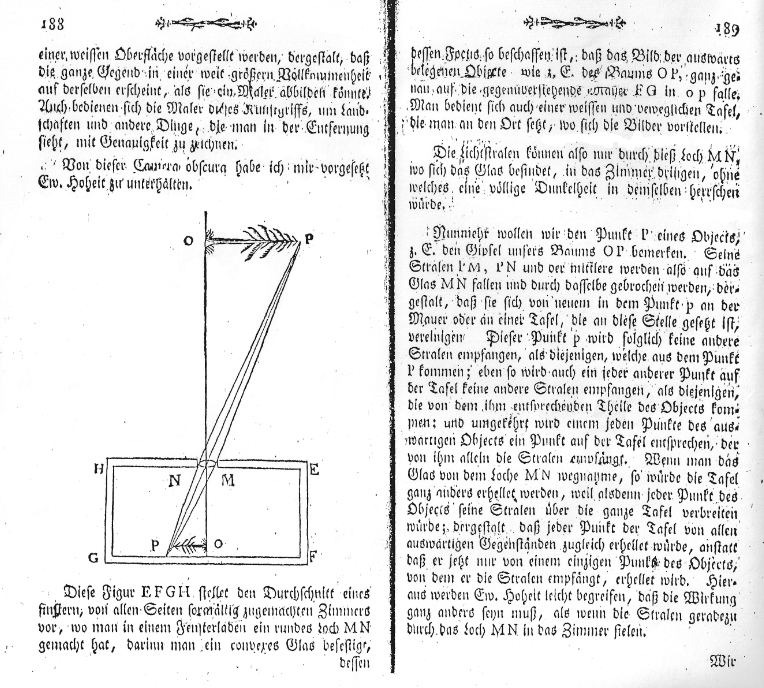 188
einer weissen Oberfläche vorgestellt werden, dergestalt, daß
die ganze Gegend in einer weit größern Vollkommenheit
auf derselben erscheint, als sie ein Maler abbilden könnte.
Auch bedienen sich die Maler dieses Kunstgriffs, um Land-
schaften und andere Dinge, die man in der Entfernung
sieht, mit Genauigkeit zu zeichnen.
Von dieser Camera obscura habe ich mir vorgesetzt
Ew. Hoheit zu unterhalten.
O P
H N M E
P O
G F
Diese Figur EFGH stellet den Durchschnitt eines
finstern, von allen Seiten sorgfältig zugemachten Zimmers
vor, wo man in einem Fensterladen ein rundes Loch MN
gemacht hat, darinn man ein convexes Glas befestigt,
dessen
189
dessen Focus so beschaffen ist, daß das Bild der auswärts
belegenen Objecte wie z. E. des Baums OP, ganz ge-
nau auf die gegenüverstehende Mauer FG in op falle.
Man bedient sich auch einer weissen und beweglichen Tafel,
die man an den Ort setzt, wo sich die Bilder vorstellen.
Die Lichtstralen können also nur durch dieß Loch MN,
wo sich das Glas befindet, in das Zimmer dringen, ohne
welches eine völlige Dunkelheit in demselben herrschen
würde.
Nunmehr wollen wir den Punkt P eines Objects,
z. E. den Gipfel unsers Baums OP bemerken. Seine
Stralen PM, PN und der mittlere werden also auf das
Glas MN fallen und durch dasselbe gebrochen werden, der-
gestalt, daß sie sich von neuem in dem Punkt p an der
Mauer oder an einer Tafel, die an diese Stelle gesetzt ist,
vereinigen Dieser Punkt p wird folglich keine andere
Stralen empfangen, als diejenigen, welche aus dem Punkt
P kommen; eben so wird auch ein jeder anderer Punkt auf
der Tafel keine andere Stralen empfangen, als diejenigen,
die von dem ihm entsprechenden Theile des Objects kom-
men; und umgekehrt wird einem jeden Punkte des aus-
wärtigen Objects ein Punkt auf der Tafel entsprechen, der
von ihm allein die Stralen empfängt. Wenn man das
Glas von dem Loche MN wegnähme, so würde die Tafel
ganz anders erhellet werden, weil alsdenn jeder Punkt des
Objects seine Stralen über die ganze Tafel verbreiten
würde; dergestalt daß jeder Punkt der Tafel von allen
auswärtigen Gegenständen zugleich erhellet würde, anstatt
daß er jetzt nur von einem einzigen Punkt des Objects,
von dem er die Stralen empfängt, erhellet wird. Hier-
aus werden Ew. Hoheit leicht begreifen, daß die Wirkung
ganz anders seyn muß, als wenn die Stralen geradezu
durch das Loch MN in das Zimmer fielen.
Wir